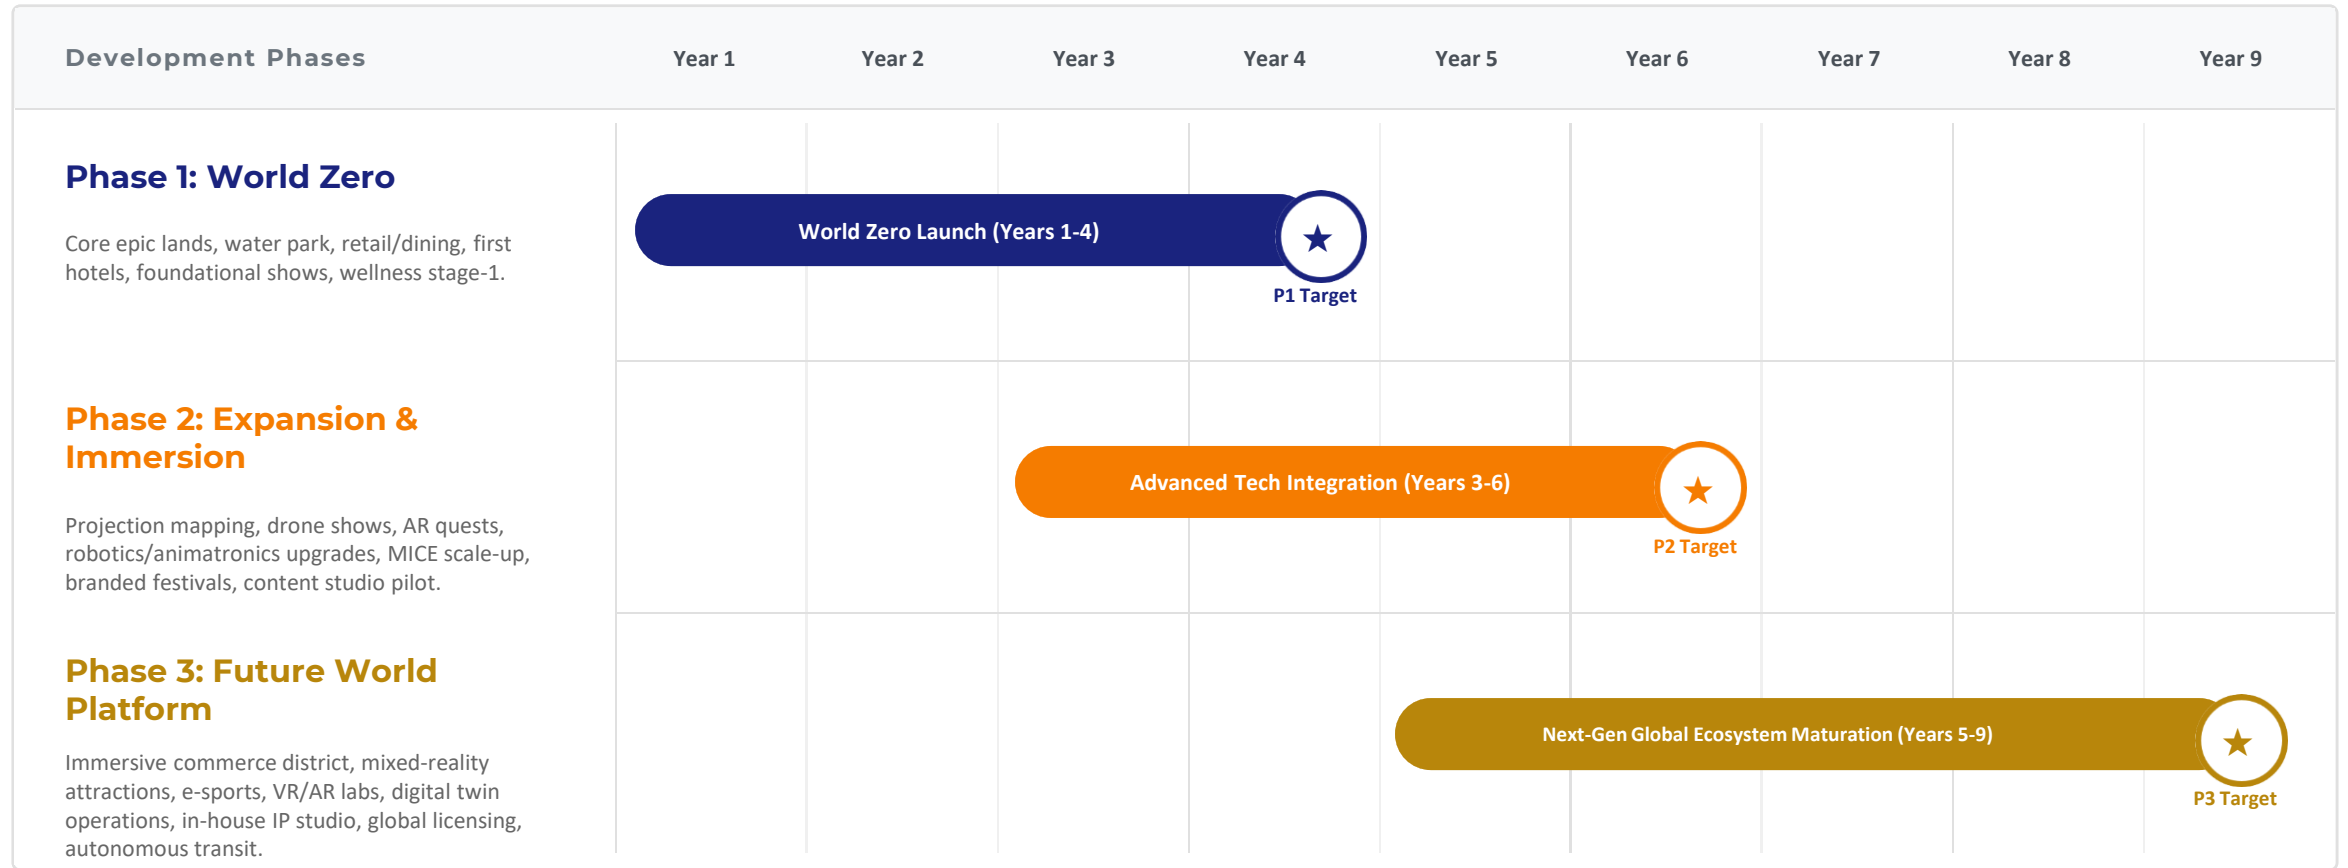 Development Phases
Year 1
Year 2
Year 3
Year 4
Year 5
Year 6
Year 7
Year 8
Year 9
Phase 1: World Zero
Core epic lands, water park, retail/dining, first
hotels, foundational shows, wellness stage-1.
World Zero Launch (Years 1-4)
P1 Target
Phase 2: Expansion &
Immersion
Projection mapping, drone shows, AR quests,
robotics/animatronics upgrades, MICE scale-up,
branded festivals, content studio pilot.
Advanced Tech Integration (Years 3-6)
P2 Target
Phase 3: Future World
Platform
Immersive commerce district, mixed-reality
attractions, e-sports, VR/AR labs, digital twin
operations, in-house IP studio, global licensing,
autonomous transit.
Next-Gen Global Ecosystem Maturation (Years 5-9)
P3 Target